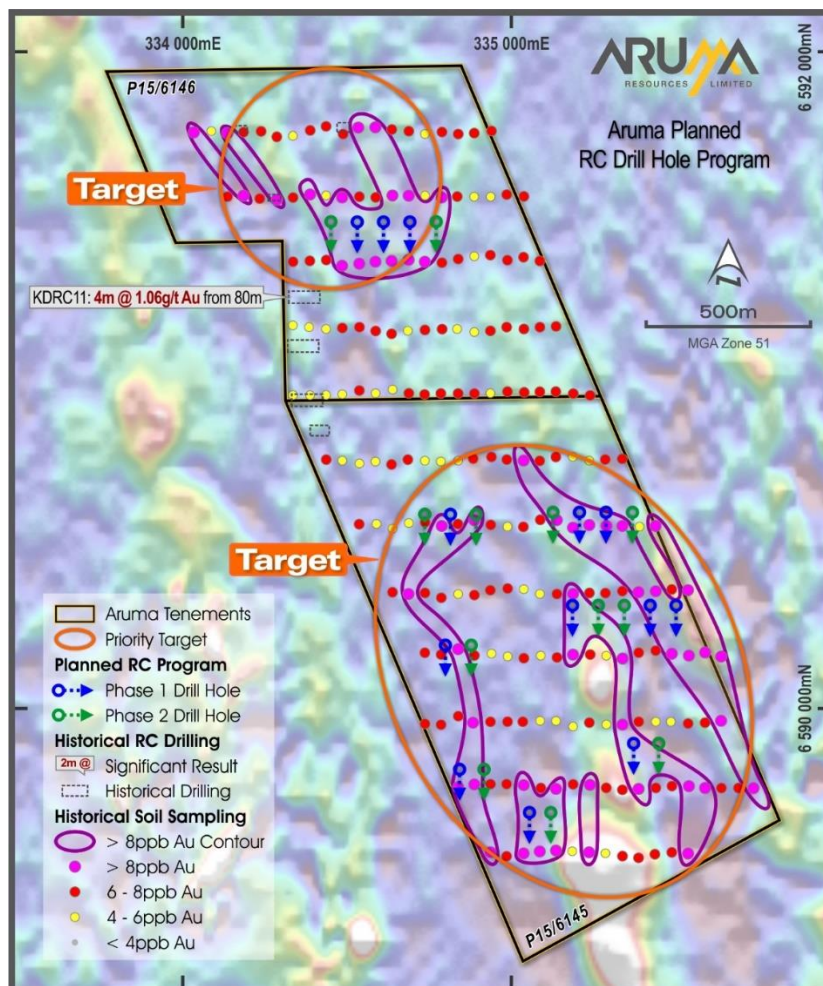 334 000mE
335 000mE
6 592 000mN
ARUMA
RESOURCES LIMITED
Aruma Planned
RC Drill Hole Program
P15/6146
Target
KDRC11: 4m @ 1.06g/t Au from 80m
N
500m
MGA Zone 51
Target
6 590 000mN
Aruma Tenements
Priority Target
Planned RC Program
Phase 1 Drill Hole
Phase 2 Drill Hole
Historical RC Drilling
2m @
Significant Result
Historical Drilling
Historical Soil Sampling
> 8ppb Au Contour
> 8ppb Au
6 - 8ppb Au
4 - 6ppb Au
< 4ppb Au
P15/6145